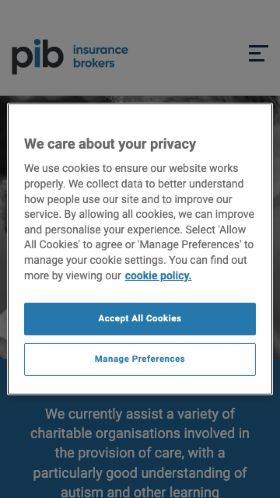 pib insurance
brokers
We care about your privacy
We use cookies to ensure our website works
properly. We collect data to better understand
how people use our site and to improve our
service. By allowing all cookies, we can improve
and personalise your experience. Select 'Allow
All Cookies' to agree or 'Manage Preferences' to
manage your cookie settings. You can find out
more by viewing our cookie policy.
Accept All Cookies
Manage Preferences
We currently assist a variety of
charitable organisations involved in
the provision of care, with a
particularly good understanding of
autism and other learning